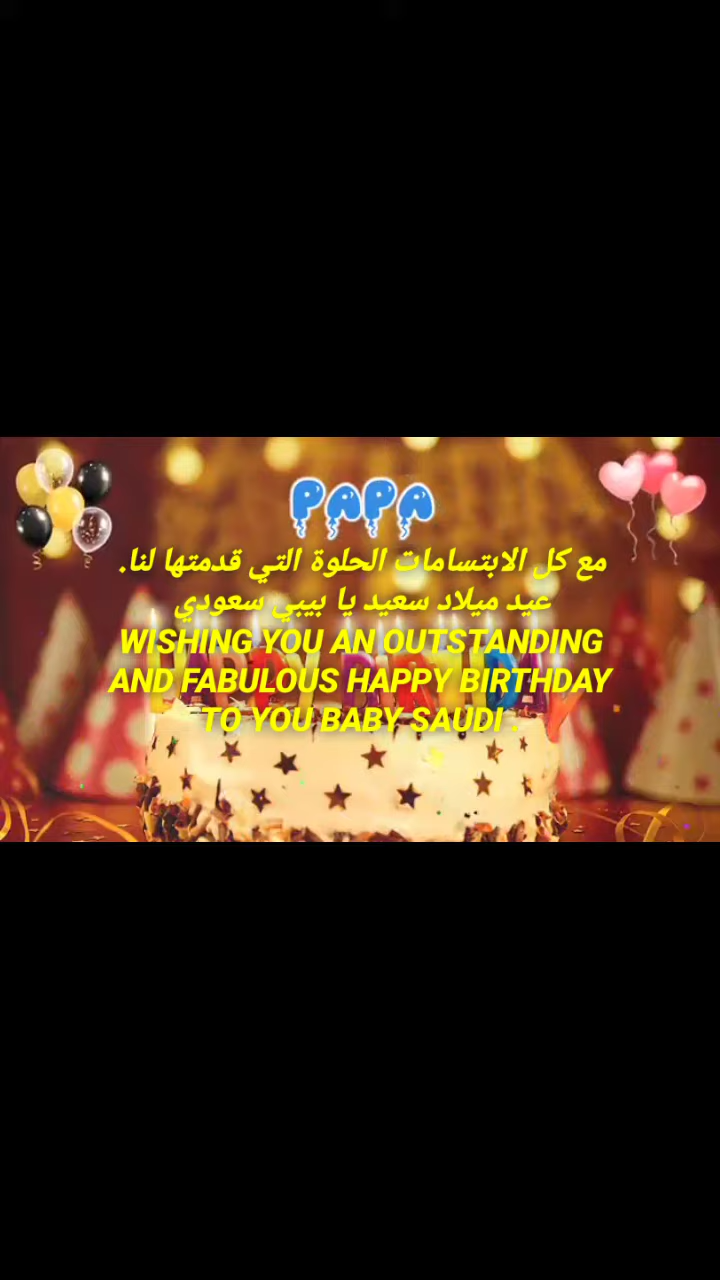 PAPA
مع كل الابتسامات الحلوة التي قدمتها لنا.
عيد ميلاد سعيد يا بيبي سعودي
WISHING YOU AN OUTSTANDING
AND FABULOUS HAPPY BIRTHDAY
TO YOU BABY SAUDI .